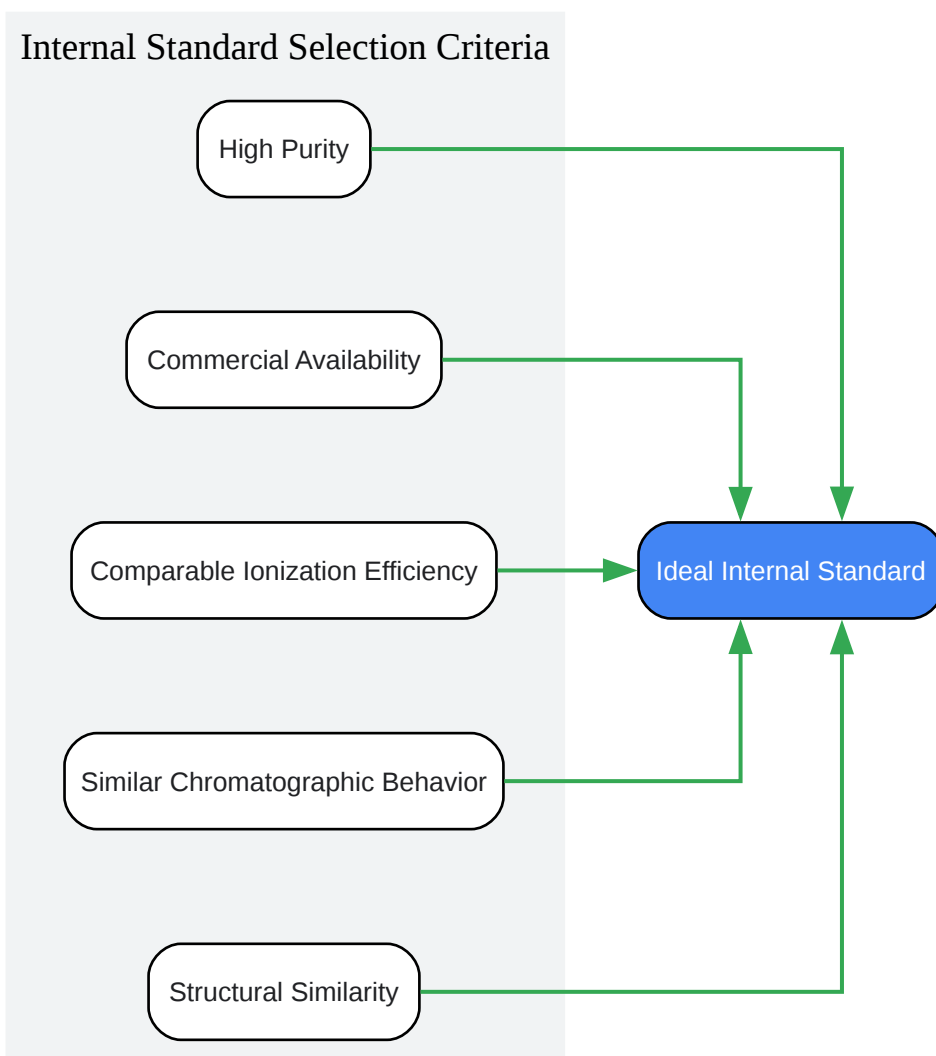 Internal Standard Selection Criteria
High Purity
Commercial Availability
Comparable Ionization Efficiency
Ideal Internal Standard
Similar Chromatographic Behavior
Structural Similarity